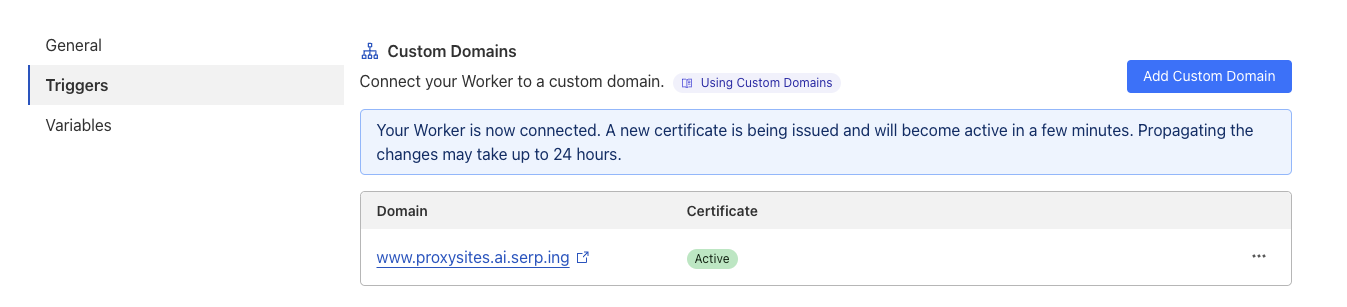 General
Triggers
Variables
Custom Domains
Connect your Worker to a custom domain. Using Custom Domains
Add Custom Domain
Your Worker is now connected. A new certificate is being issued and will become active in a few minutes. Propagating the
changes may take up to 24 hours.
Domain Certificate
www.proxysites.ai.serp.ing Active ...